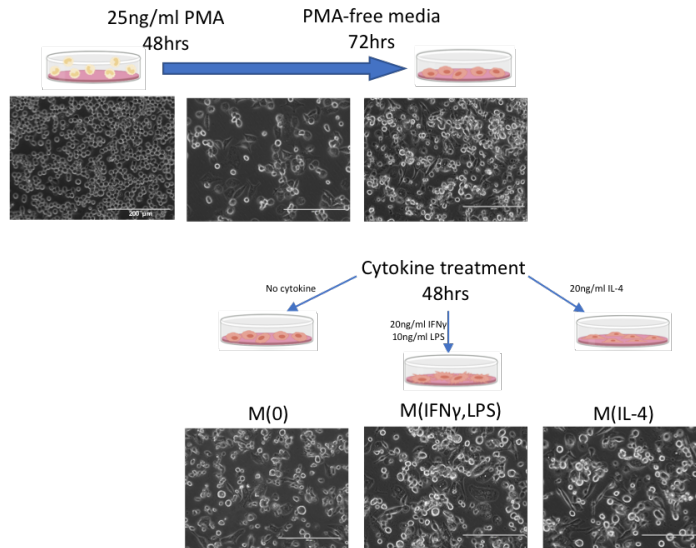 25ng/ml PMA
48hrs
PMA-free media
72hrs
200 µm
Cytokine treatment
48hrs
No cytokine
20ng/ml IFNγ
10ng/ml LPS
20ng/ml IL-4
M(0)
M(IFNγ,LPS)
M(IL-4)